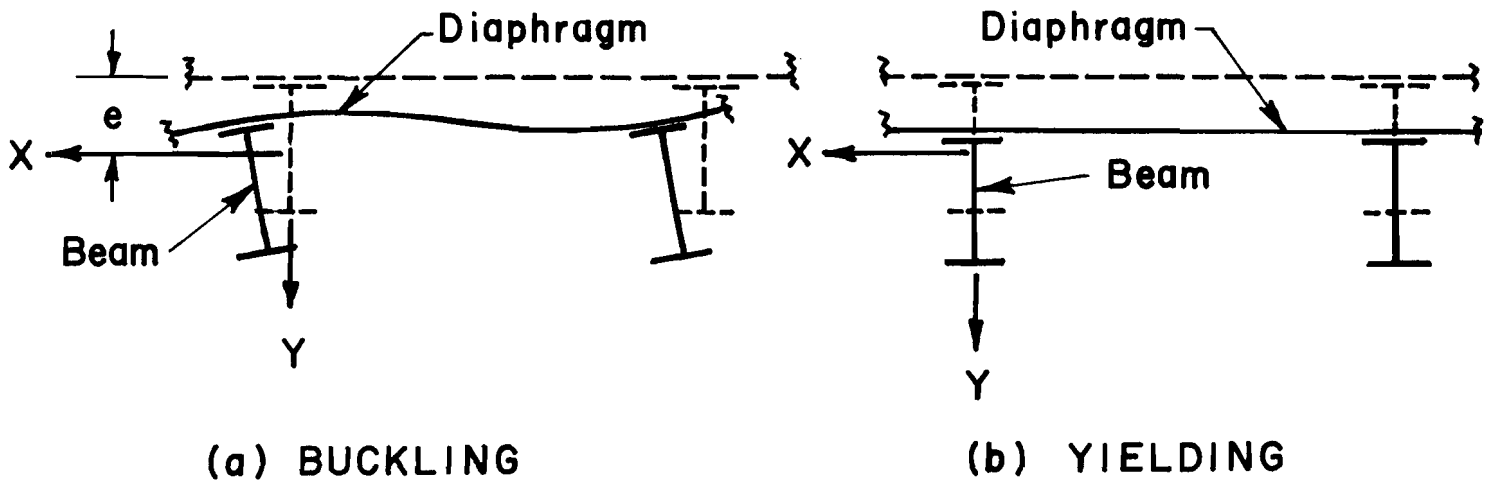 Diaphragm
e
X
Beam
Y
(a) BUCKLING
Diaphragm
X
Beam
Y
(b) YIELDING